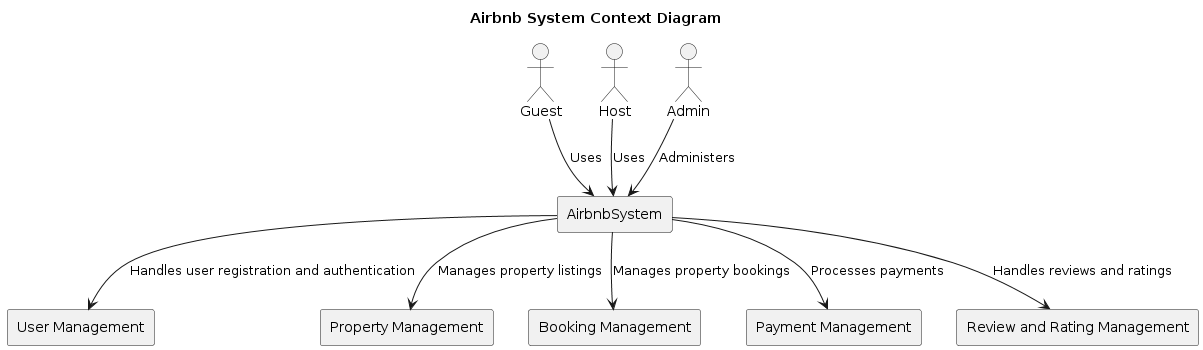 Airbnb System Context Diagram
Guest
Host
Admin
Uses
Uses
Administers
AirbnbSystem
Handles user registration and authentication
Manages property listings
Manages property bookings
Processes payments
Handles reviews and ratings
User Management
Property Management
Booking Management
Payment Management
Review and Rating Management